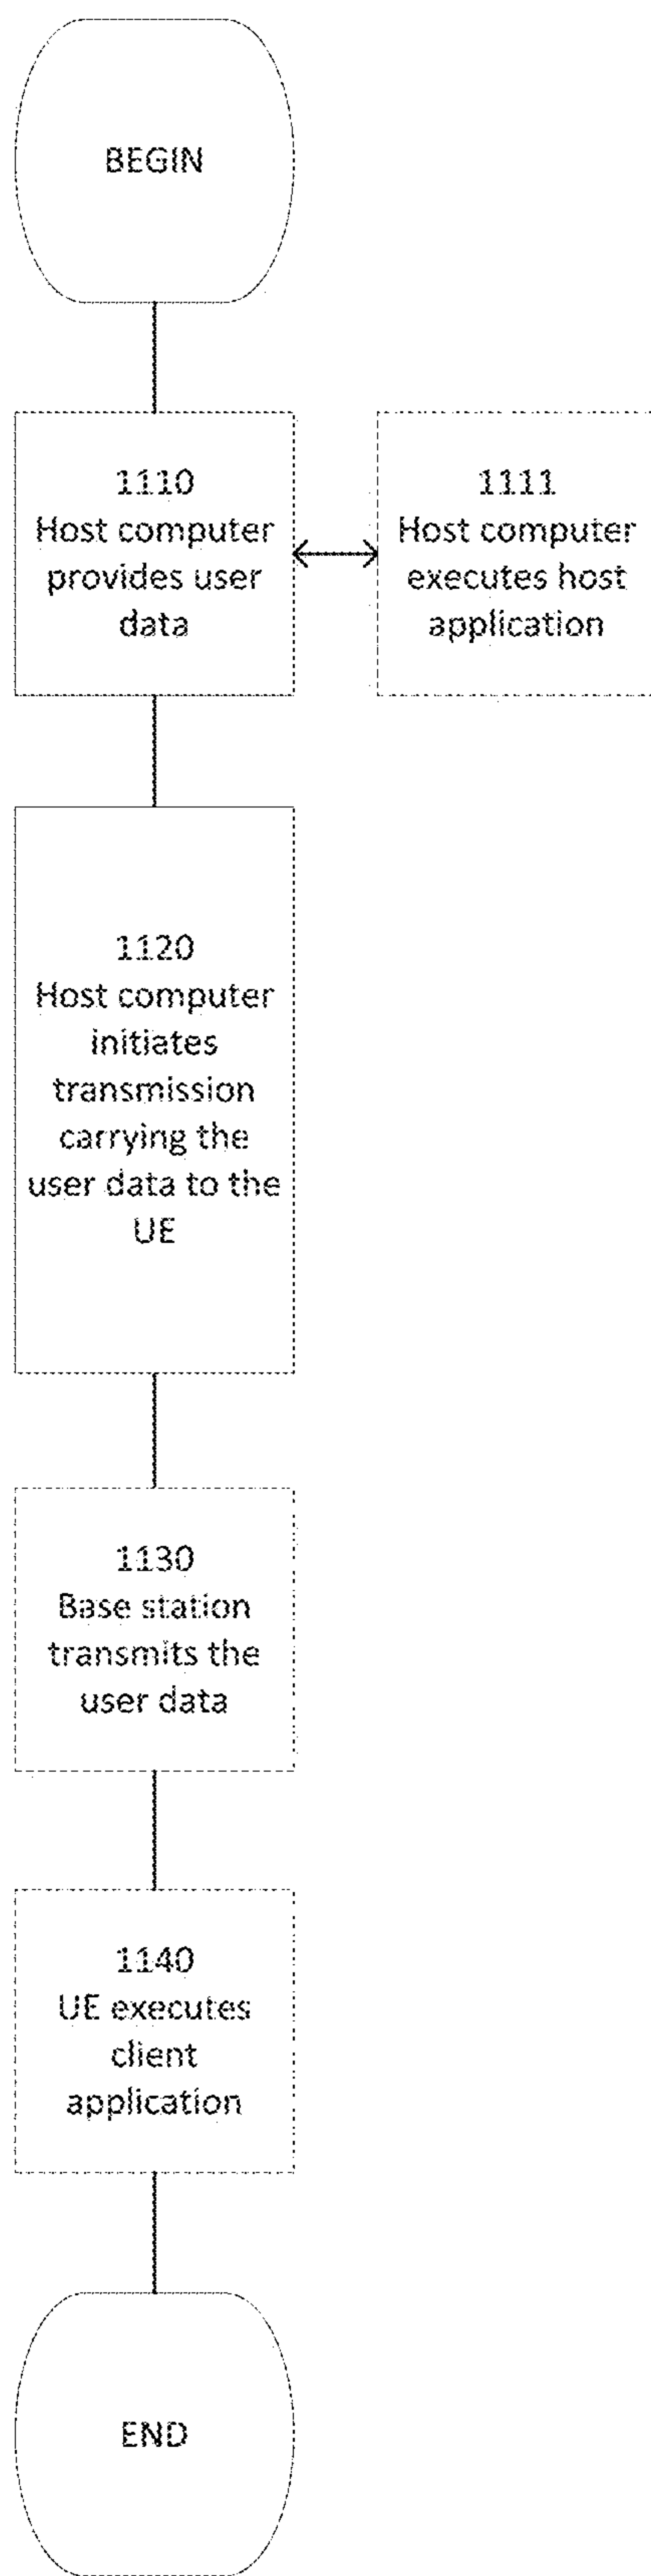 BEGIN
1110
Host computer
provides user
data
1111
Host computer
executes host
application
1120
Host computer
initiates
transmission
carrying the
user data to the
UE
1130
Base station
transmits the
user data
1140
UE executes
client
application
END